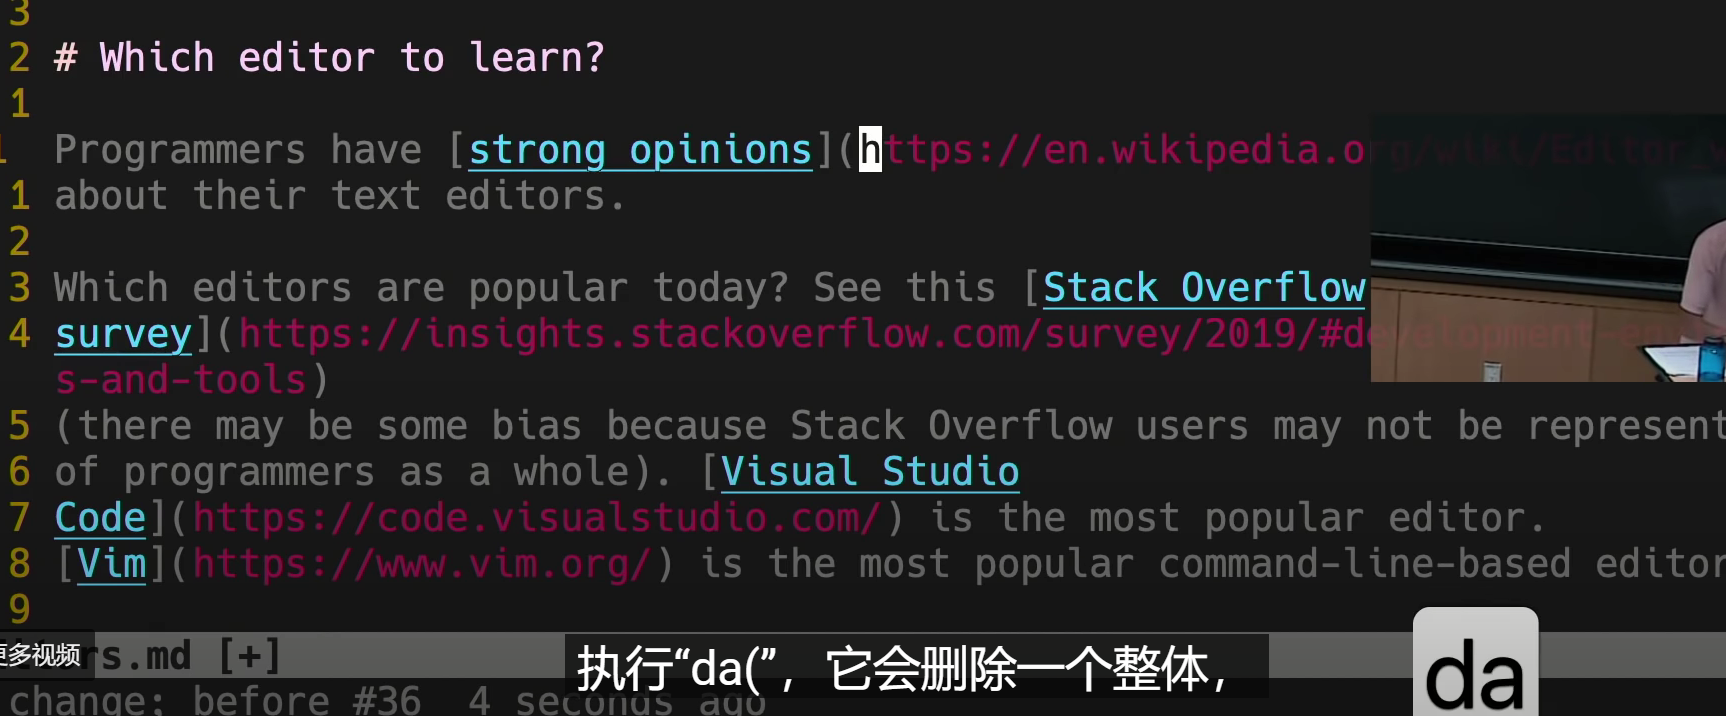 3
2 # Which editor to learn?
1
Programmers have [strong opinions](https://en.wikipedia.org/wiki/Editor_
1 about their text editors.
2
3 Which editors are popular today? See this [Stack Overflow
4 survey](https://insights.stackoverflow.com/survey/2019/#development-env
s-and-tools)
5 (there may be some bias because Stack Overflow users may not be represent
6 of programmers as a whole). [Visual Studio
7 Code](https://code.visualstudio.com/) is the most popular editor.
8 [Vim](https://www.vim.org/) is the most popular command-line-based editor
9
更多视频 rs.md [+]
执行“da(”，它会删除一个整体，
da
change; before #36 4 seconds ago